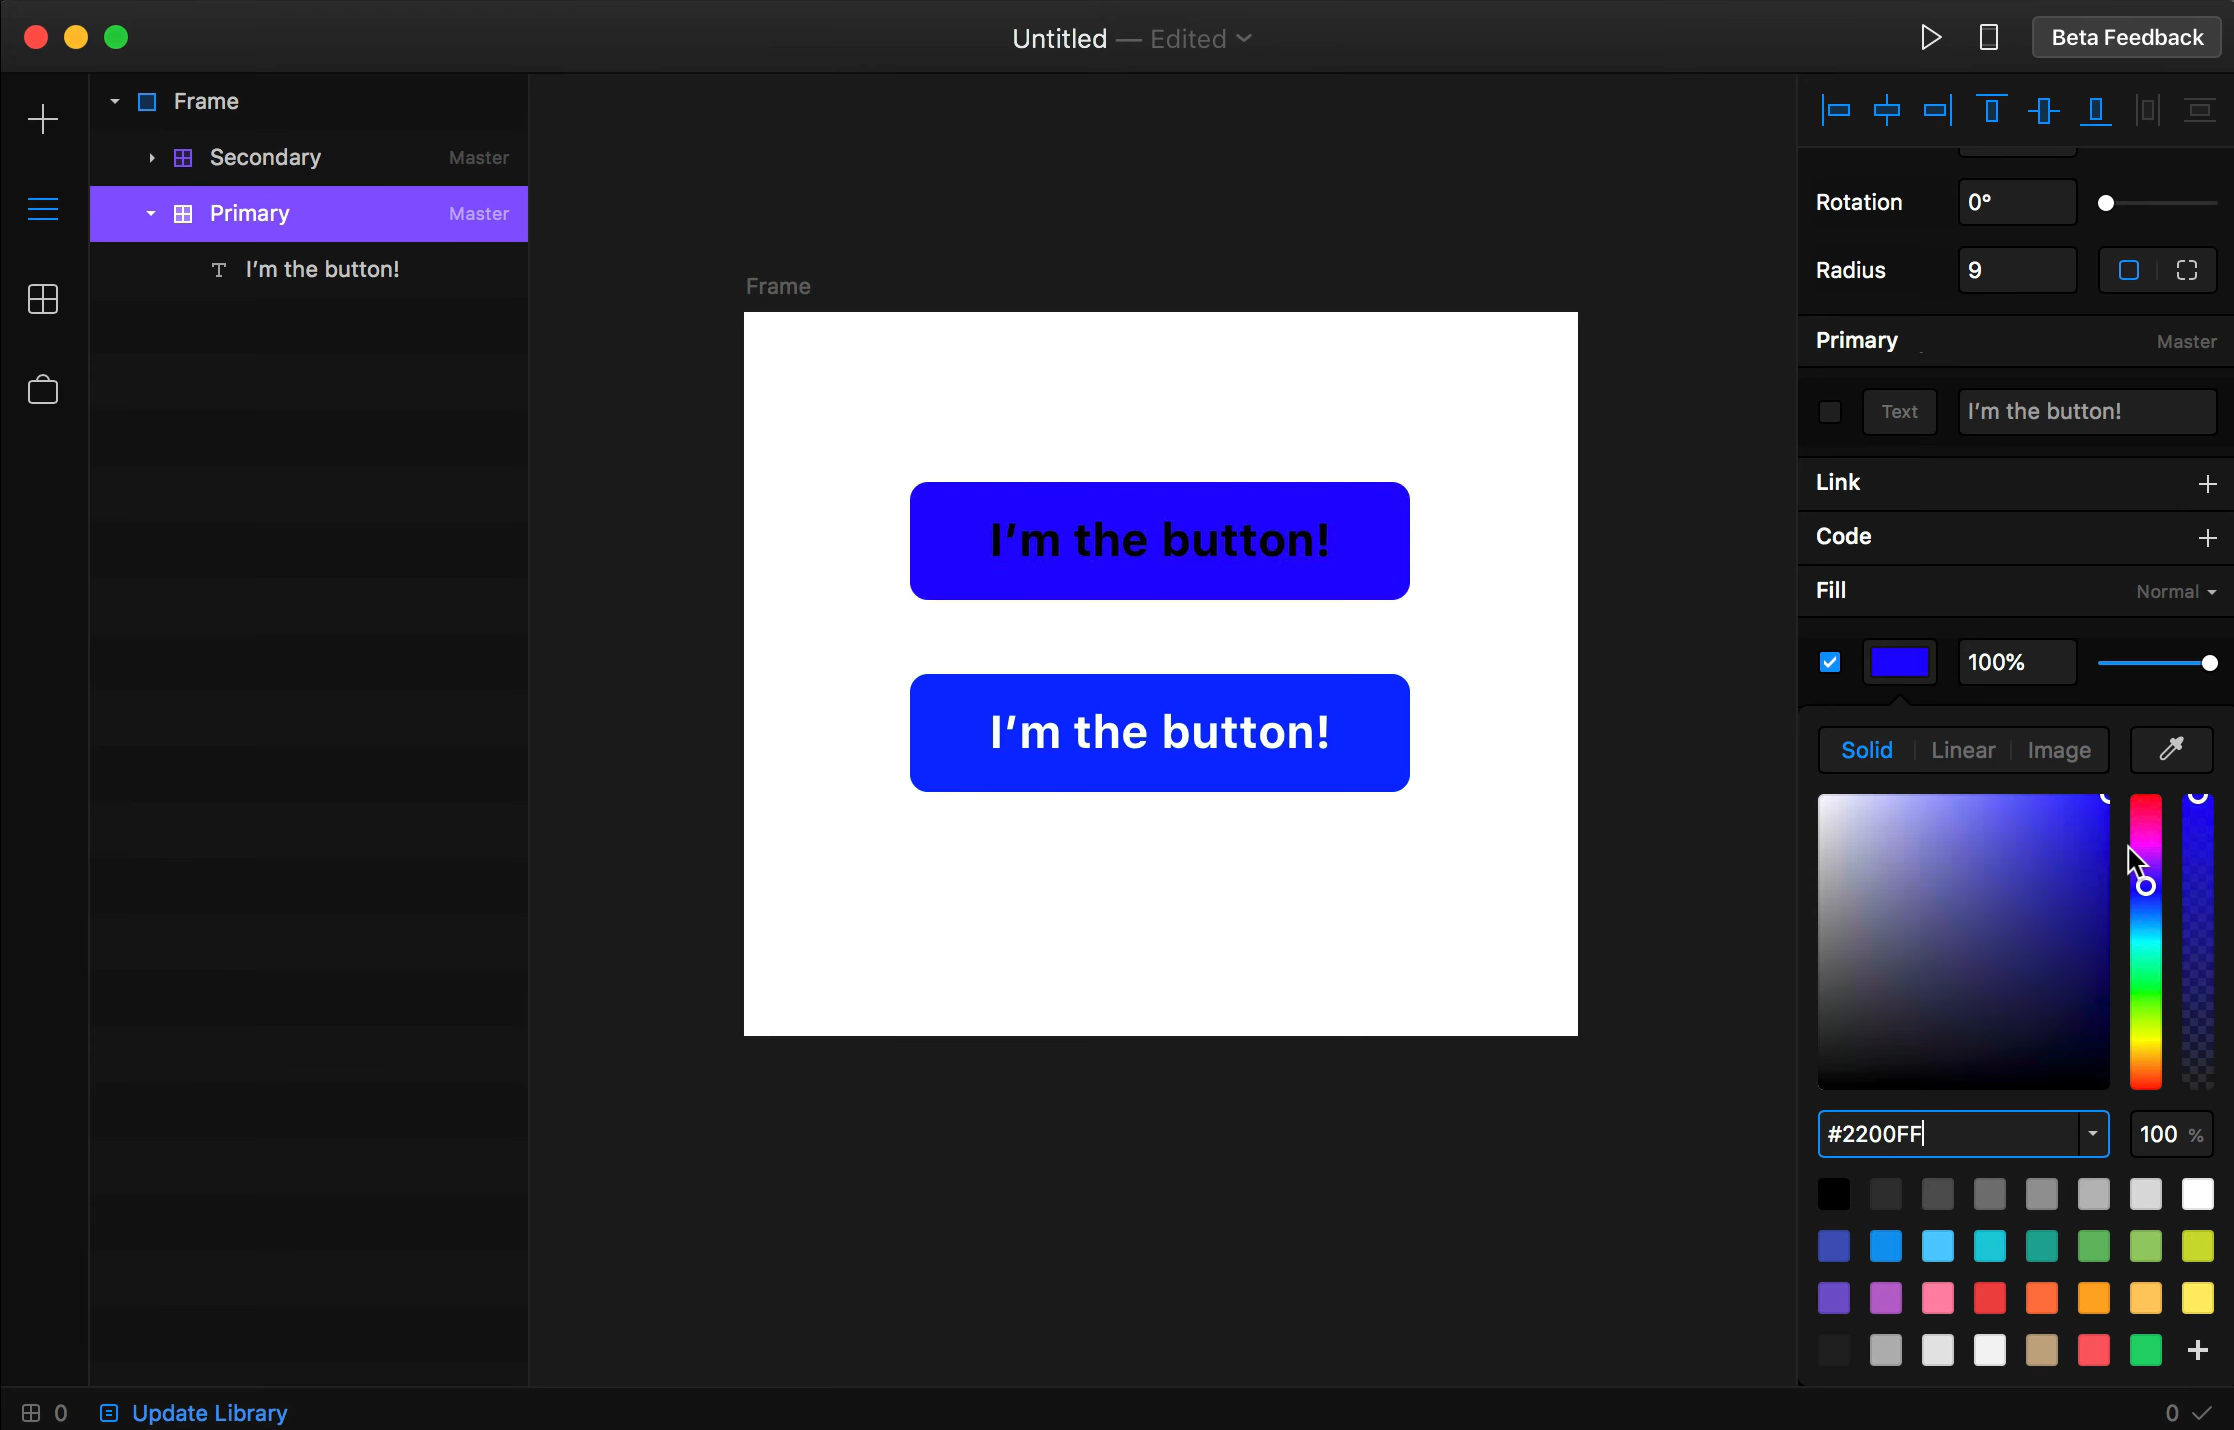 Untitled — Edited
Beta Feedback
Frame
Secondary Master
Primary Master
I’m the button!
Frame
I’m the button!
I’m the button!
Rotation 0°
Radius 9
Primary Master
Text I’m the button!
Link
Code
Fill Normal
100%
Solid Linear Image
#2200FF 100 %
0 Update Library
0